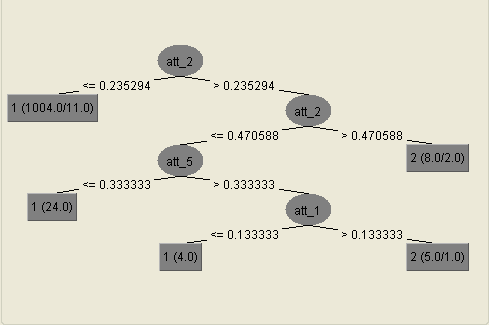 att_2
<= 0.235294 > 0.235294
1 (1004.0/11.0) att_2
<= 0.470588 > 0.470588
att_5 2 (8.0/2.0)
<= 0.333333 > 0.333333
1 (24.0) att_1
<= 0.133333 > 0.133333
1 (4.0) 2 (5.0/1.0)